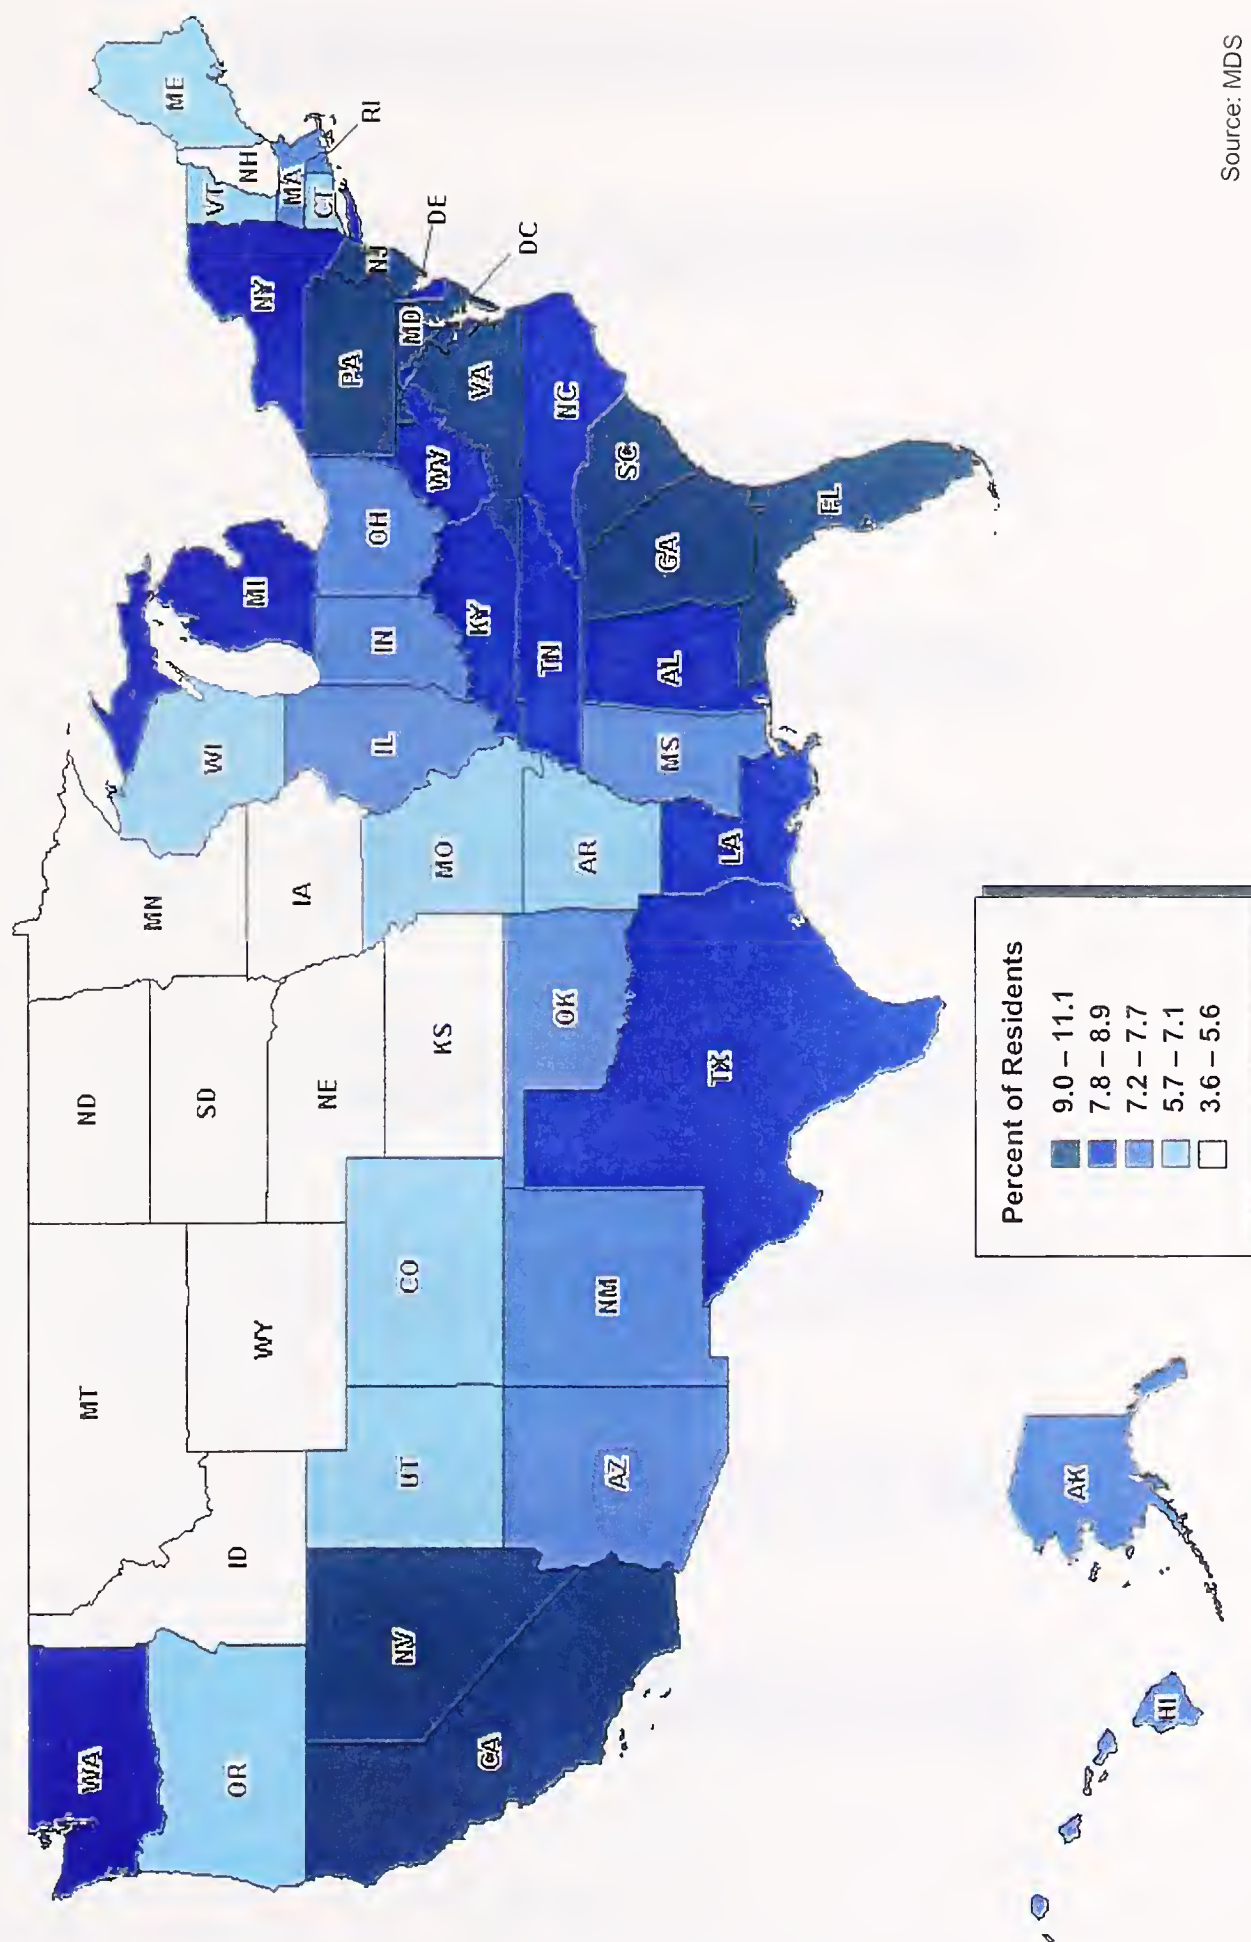 WA
OR
CA
NV
ID
MT
WY
UT
CO
AZ
NM
ND
SD
NE
KS
OK
TX
MN
IA
MO
AR
LA
WI
IL
MS
MI
IN
KY
TN
AL
OH
WV
GA
FL
SC
NC
VA
PA
MD
NY
NJ
DE
DC
VT
NH
MA
CT
RI
ME
AK
HI
Percent of Residents
9.0 – 11.1
7.8 – 8.9
7.2 – 7.7
5.7 – 7.1
3.6 – 5.6
Source: MDS